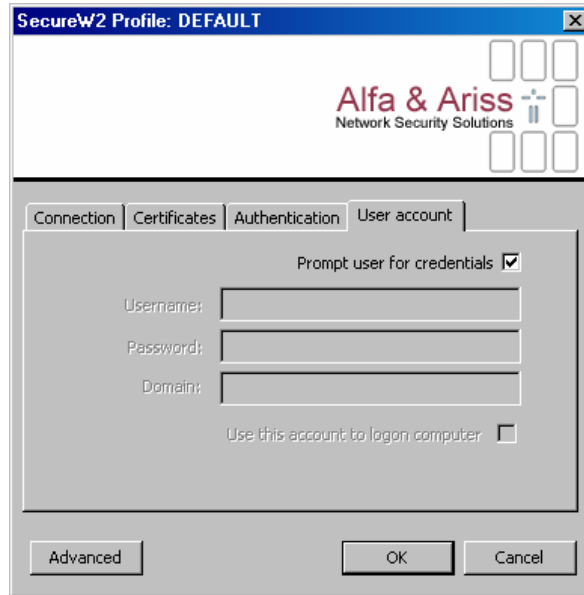 SecureW2 Profile: DEFAULT
Alfa & Ariss
Network Security Solutions
Connection Certificates Authentication User account
Prompt user for credentials
Username:
Password:
Domain:
Use this account to logon computer
Advanced OK Cancel